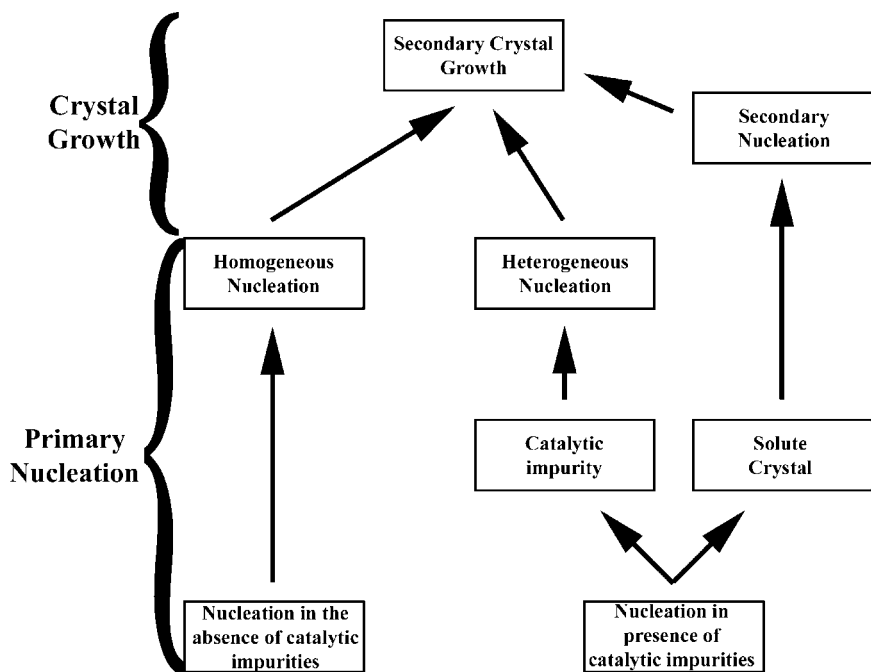 Secondary Crystal
Growth
Crystal
Growth
Secondary
Nucleation
Homogeneous
Nucleation
Heterogeneous
Nucleation
Primary
Nucleation
Catalytic
impurity
Solute
Crystal
Nucleation in the
absence of catalytic
impurities
Nucleation in
presence of
catalytic impurities